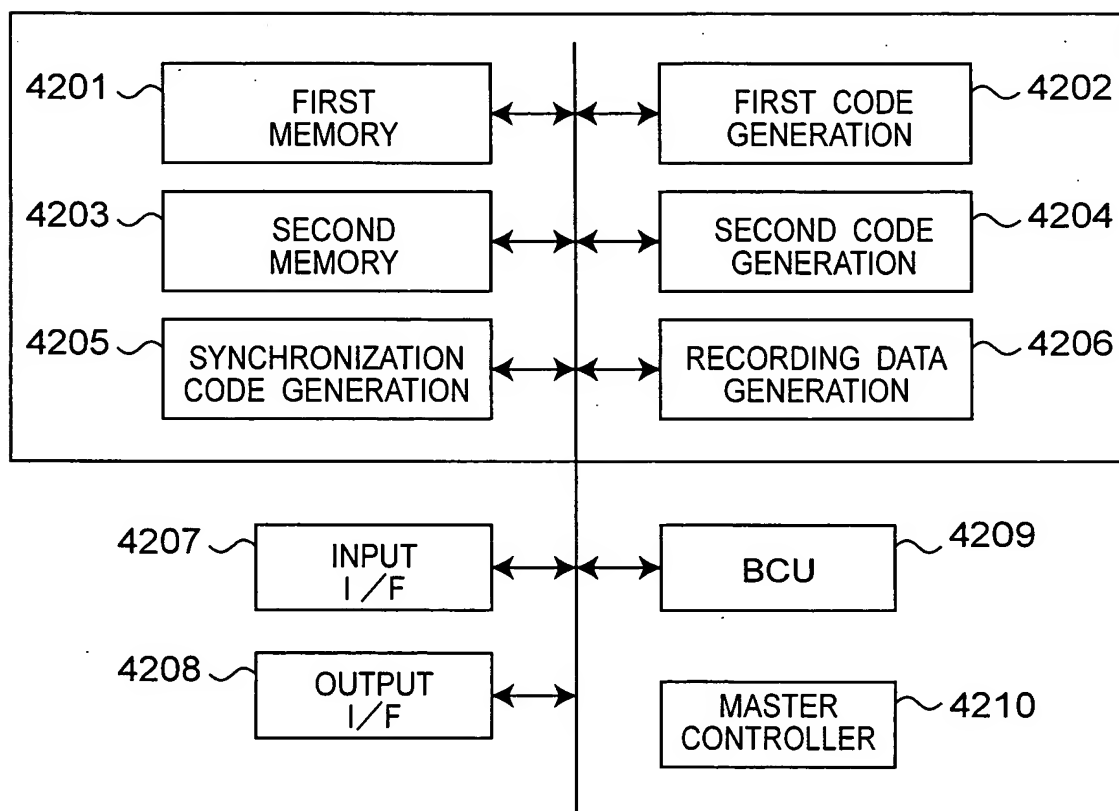 4201
FIRST
MEMORY
FIRST CODE
GENERATION
4202
4203
SECOND
MEMORY
SECOND CODE
GENERATION
4204
4205
SYNCHRONIZATION
CODE GENERATION
RECORDING DATA
GENERATION
4206
4207
INPUT
I/F
BCU
4209
4208
OUTPUT
I/F
MASTER
CONTROLLER
4210